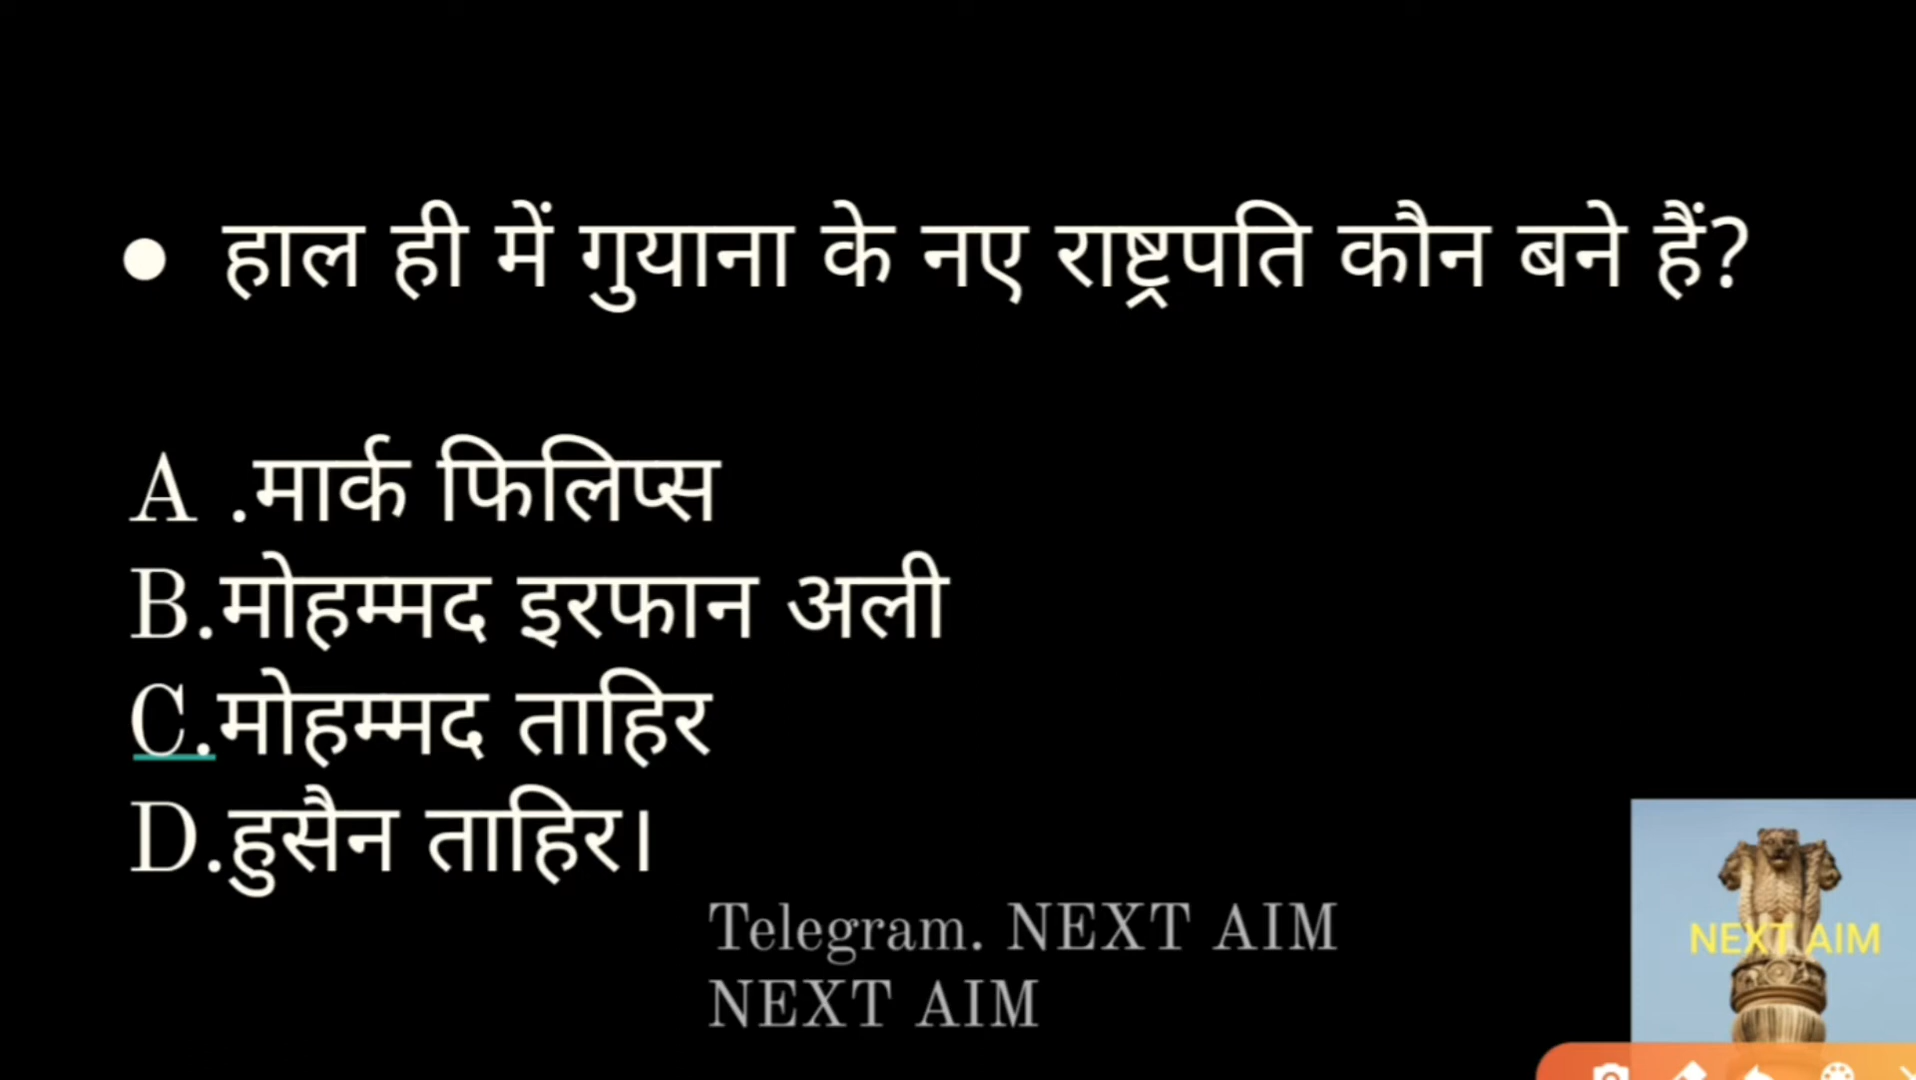 ● हाल ही में गुयाना के नए राष्ट्रपति कौन बने हैं?
A .मार्क फिलिप्स
B.मोहम्मद इरफान अली
C.मोहम्मद ताहिर
D.हुसैन ताहिर।
Telegram. NEXT AIM
NEXT AIM
NEXT AIM